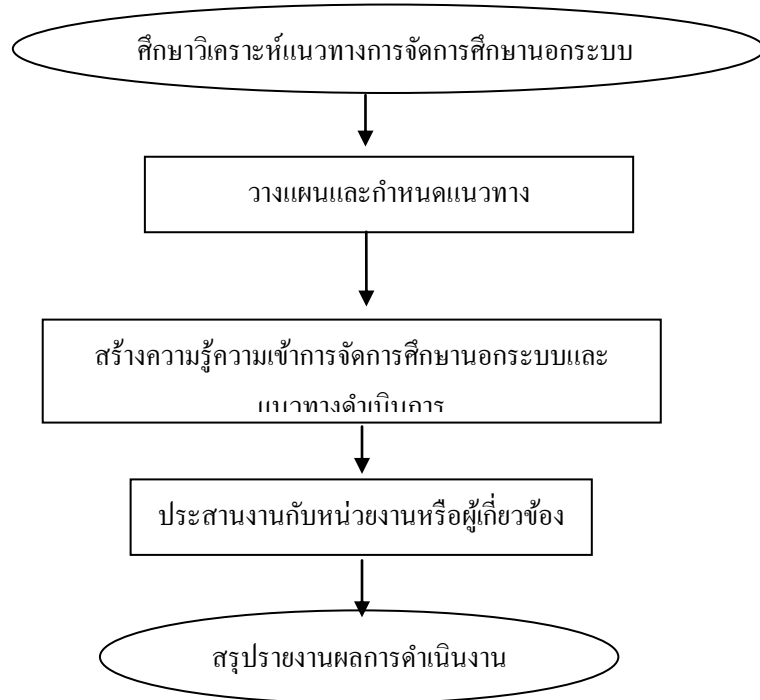 ศึกษาวิเคราะห์แนวทางการจัดการศึกษานอกระบบ
วางแผนและกำหนดแนวทาง
สร้างความรู้ความเข้าการจัดการศึกษานอกระบบและ
แนวทางดำเนินการ
ประสานงานกับหน่วยงานหรือผู้เกี่ยวข้อง
สรุปรายงานผลการดำเนินงาน